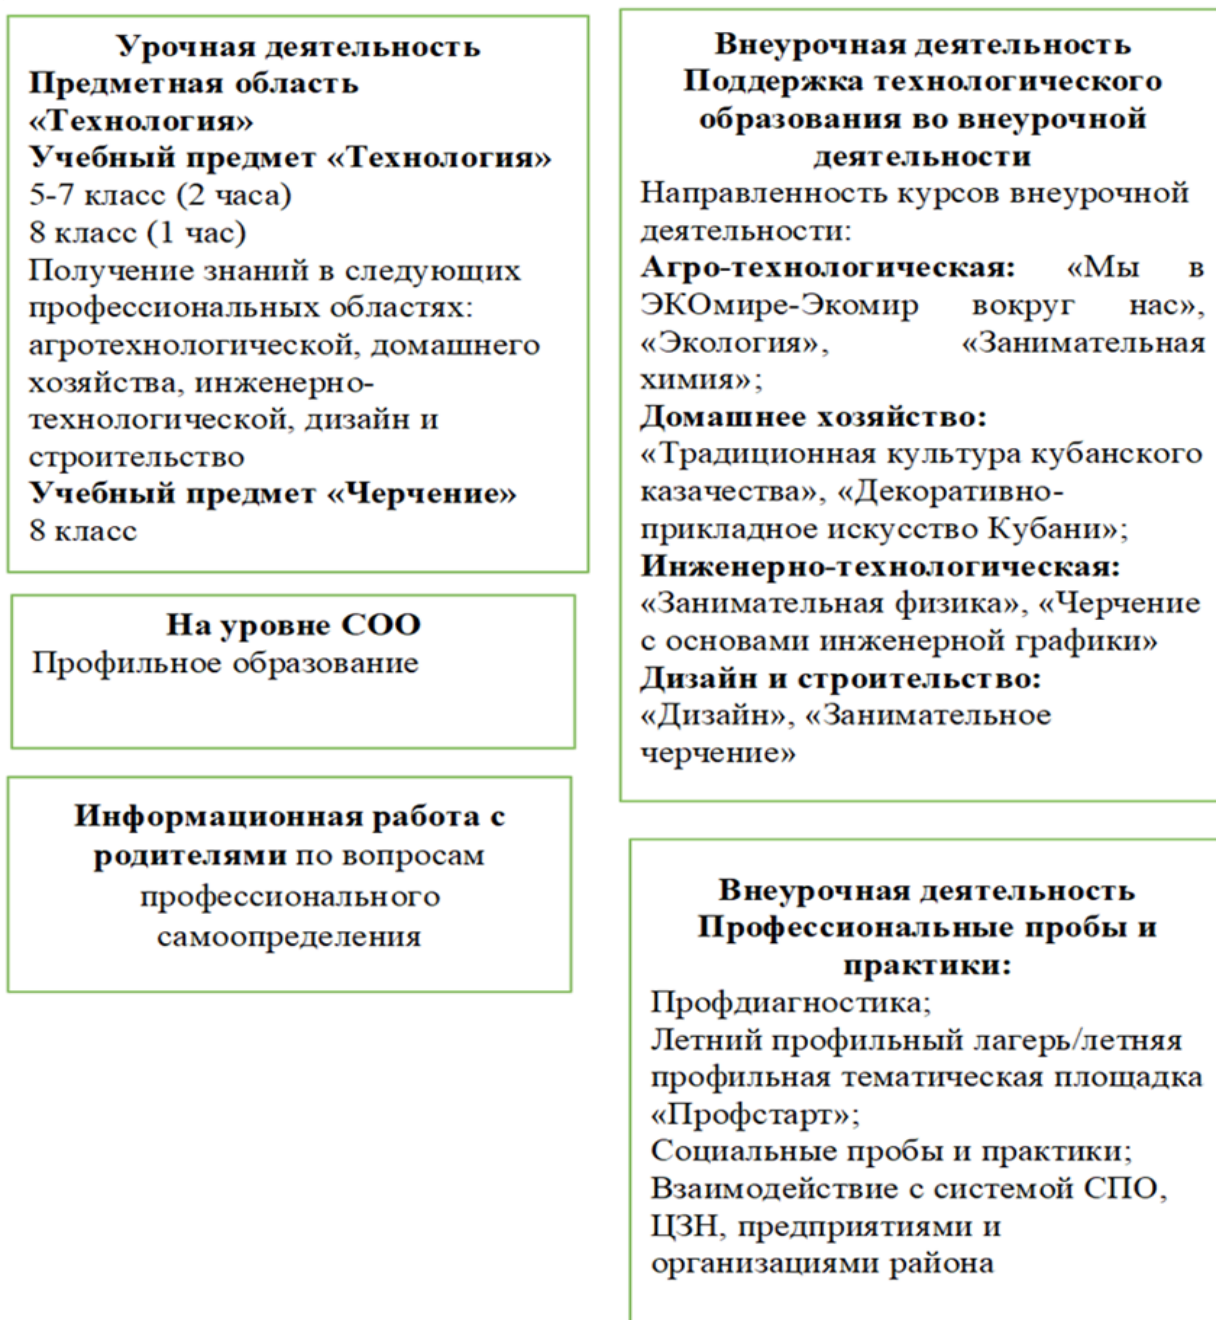 Урочная деятельность
Предметная область
«Технология»
Учебный предмет «Технология»
5-7 класс (2 часа)
8 класс (1 час)
Получение знаний в следующих
профессиональных областях:
агротехнологической, домашнего
хозяйства, инженерно-
технологической, дизайн и
строительство
Учебный предмет «Черчение»
8 класс
На уровне СОО
Профильное образование
Информационная работа с
родителями по вопросам
профессионального
самоопределения
Внеурочная деятельность
Поддержка технологического
образования во внеурочной
деятельности
Направленность курсов внеурочной
деятельности:
Агро-технологическая: «Мы в
ЭКОмире-Экомир вокруг нас»,
«Экология», «Занимательная
химия»;
Домашнее хозяйство:
«Традиционная культура кубанского
казачества», «Декоративно-
прикладное искусство Кубани»;
Инженерно-технологическая:
«Занимательная физика», «Черчение
с основами инженерной графики»
Дизайн и строительство:
«Дизайн», «Занимательное
черчение»
Внеурочная деятельность
Профессиональные пробы и
практики:
Профдиагностика;
Летний профильный лагерь/летняя
профильная тематическая площадка
«Профстарт»;
Социальные пробы и практики;
Взаимодействие с системой СПО,
ЦЗН, предприятиями и
организациями района